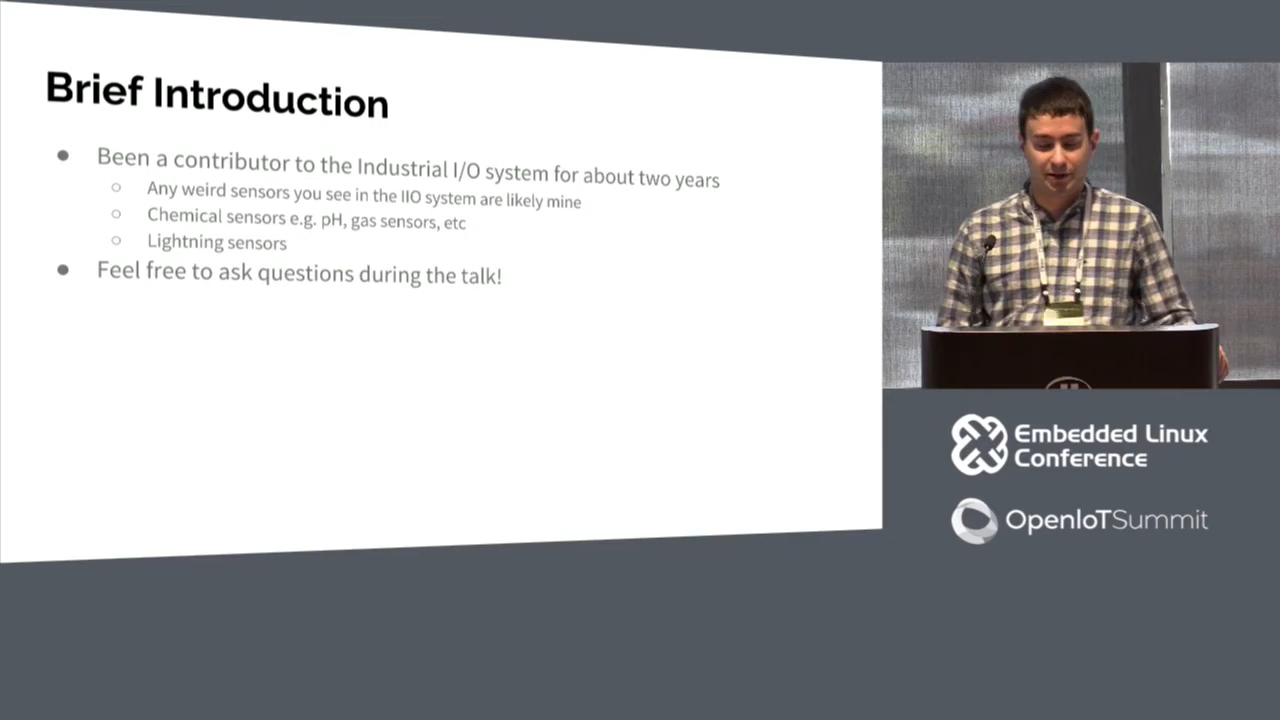 Brief Introduction
● Been a contributor to the Industrial I/O system for about two years
○ Any weird sensors you see in the IIO system are likely mine
○ Chemical sensors e.g. pH, gas sensors, etc
○ Lightning sensors
● Feel free to ask questions during the talk!
Embedded Linux
Conference
OpenIoTSummit